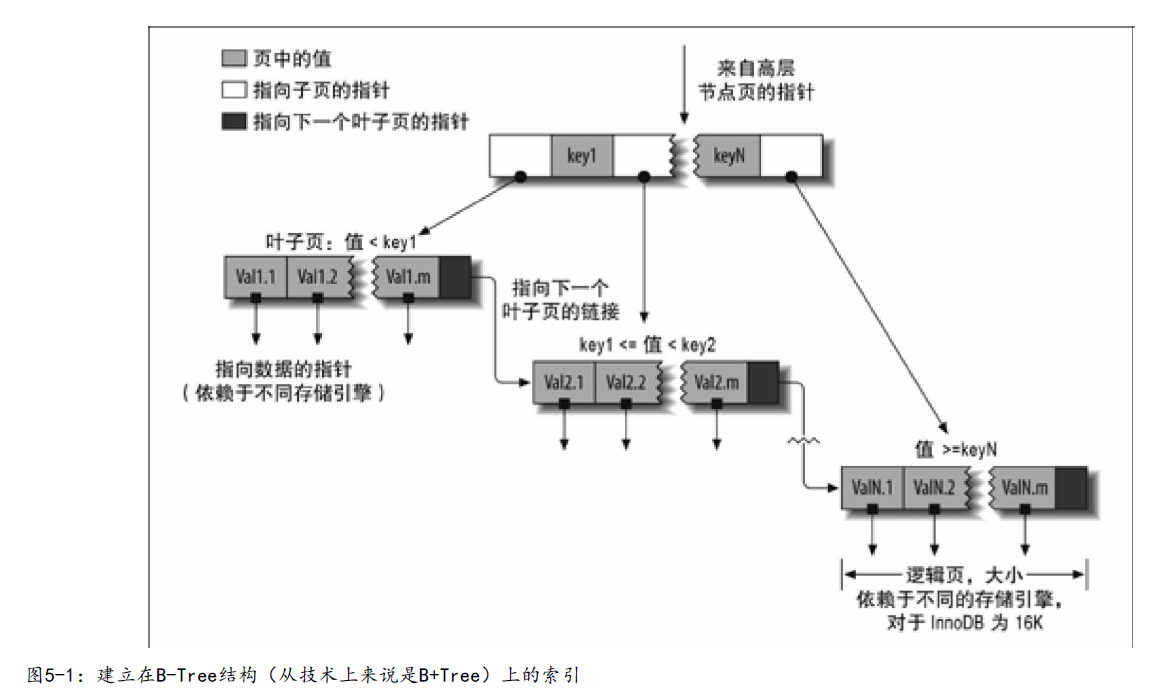 页中的值
指向子页的指针
指向下一个叶子页的指针
来自高层
节点页的指针
key1
keyN
叶子页：值 < key1
Val1.1
Val1.2
Val1.m
指向下一个
叶子页的链接
key1 <= 值 < key2
指向数据的指针
（依赖于不同存储引擎）
Val2.1
Val2.2
Val2.m
值 >=keyN
ValN.1
ValN.2
ValN.m
逻辑页，大小
依赖于不同的存储引擎，
对于 InnoDB 为 16K
图5-1：建立在B-Tree结构（从技术上来说是B+Tree）上的索引